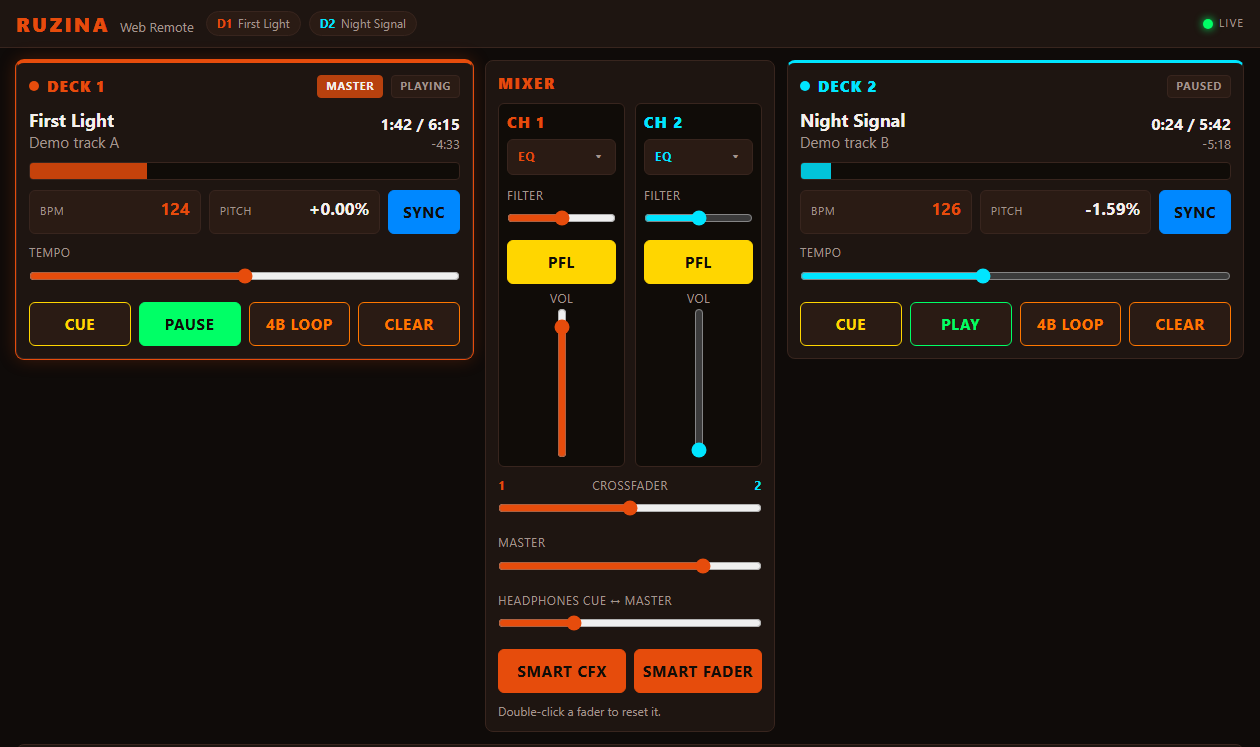 RUZINA Web Remote D1 First Light D2 Night Signal LIVE
DECK 1 MASTER PLAYING
First Light 1:42 / 6:15
Demo track A -4:33
BPM 124 PITCH +0.00% SYNC
TEMPO
CUE PAUSE 4B LOOP CLEAR
MIXER
CH 1 CH 2
EQ EQ
FILTER FILTER
PFL PFL
VOL VOL
1 CROSSFADER 2
MASTER
HEADPHONES CUE ↔ MASTER
SMART CFX SMART FADER
Double-click a fader to reset it.
DECK 2 PAUSED
Night Signal 0:24 / 5:42
Demo track B -5:18
BPM 126 PITCH -1.59% SYNC
TEMPO
CUE PLAY 4B LOOP CLEAR